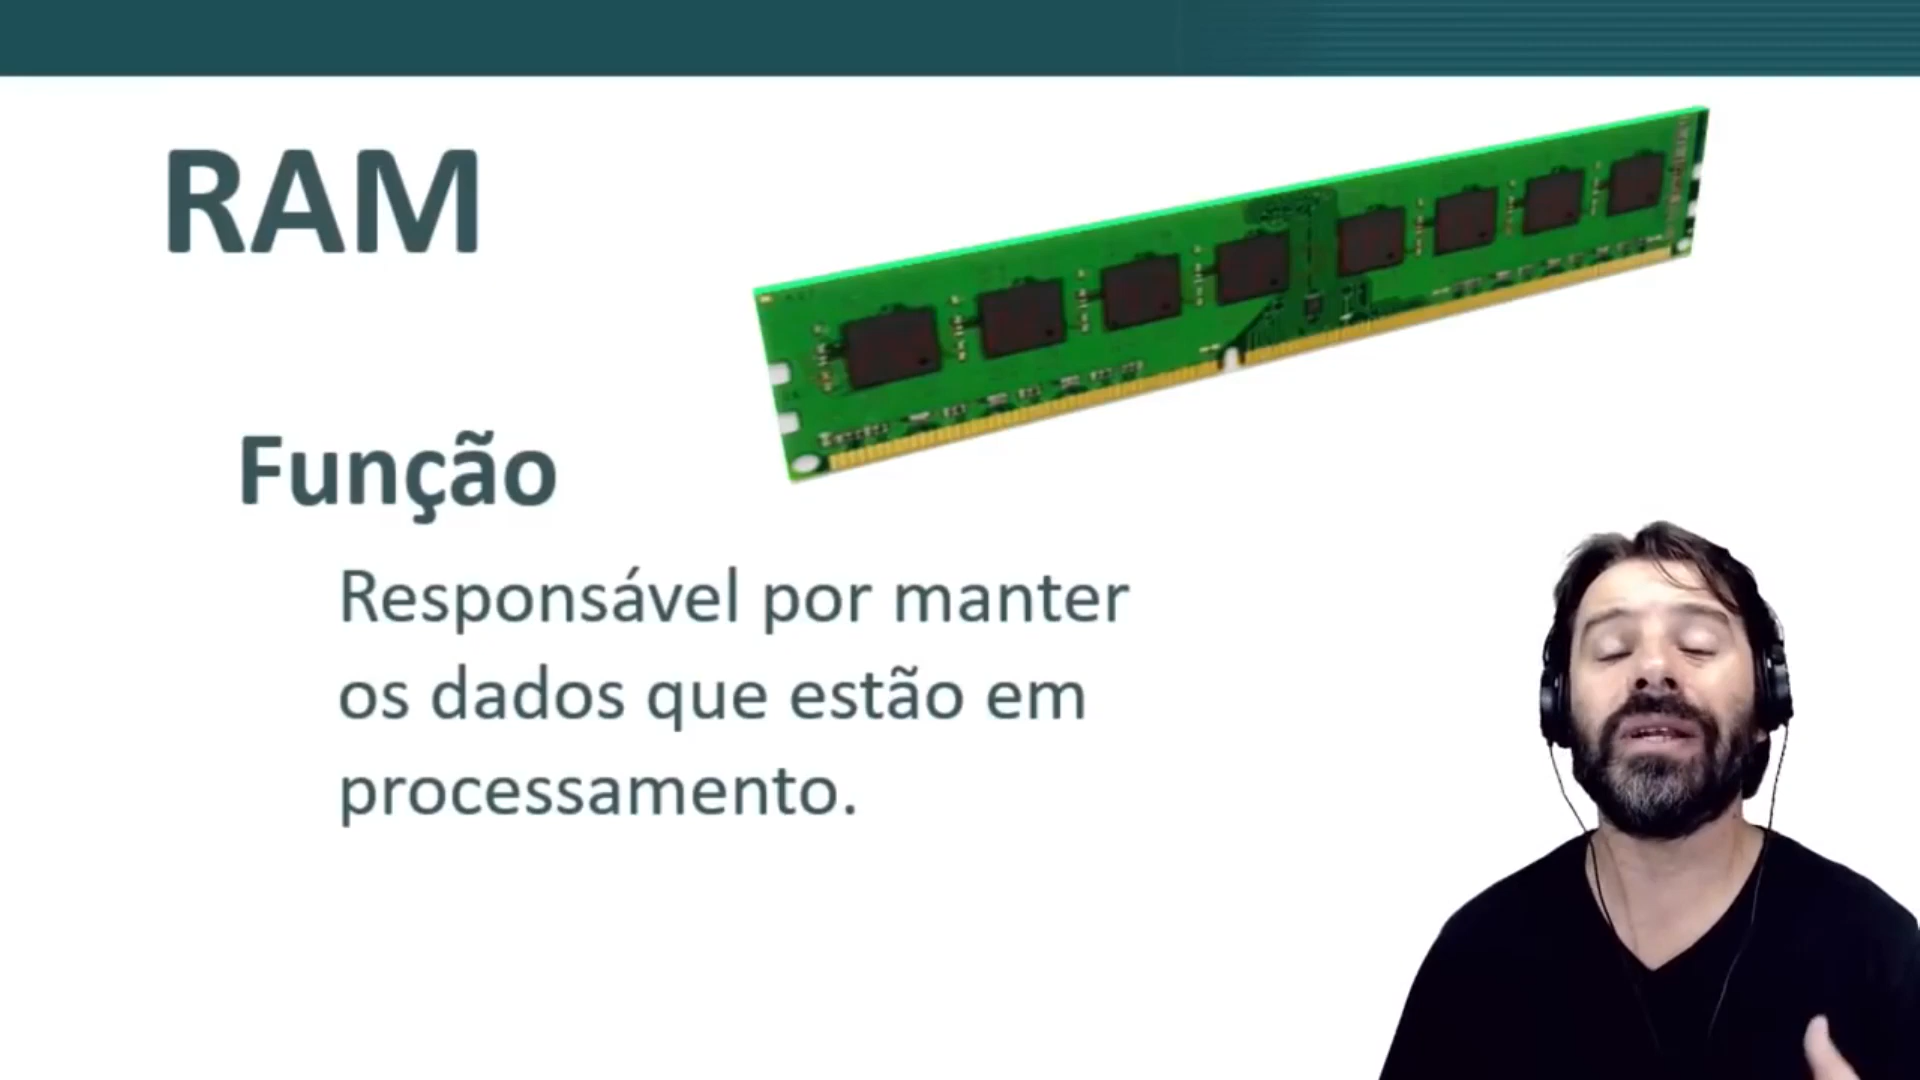 RAM
Função
Responsável por manter
os dados que estão em
processamento.